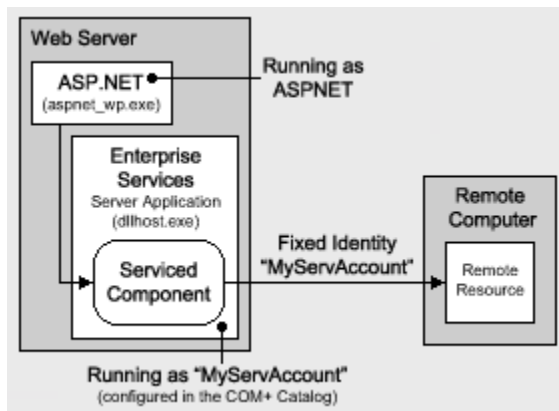 Web Server
ASP.NET
(aspnet_wp.exe)
Running as
ASPNET
Enterprise
Services
Server Application
(dllhost.exe)
Serviced
Component
Fixed Identity
"MyServAccount"
Remote
Computer
Remote
Resource
Running as "MyServAccount"
(configured in the COM+ Catalog)